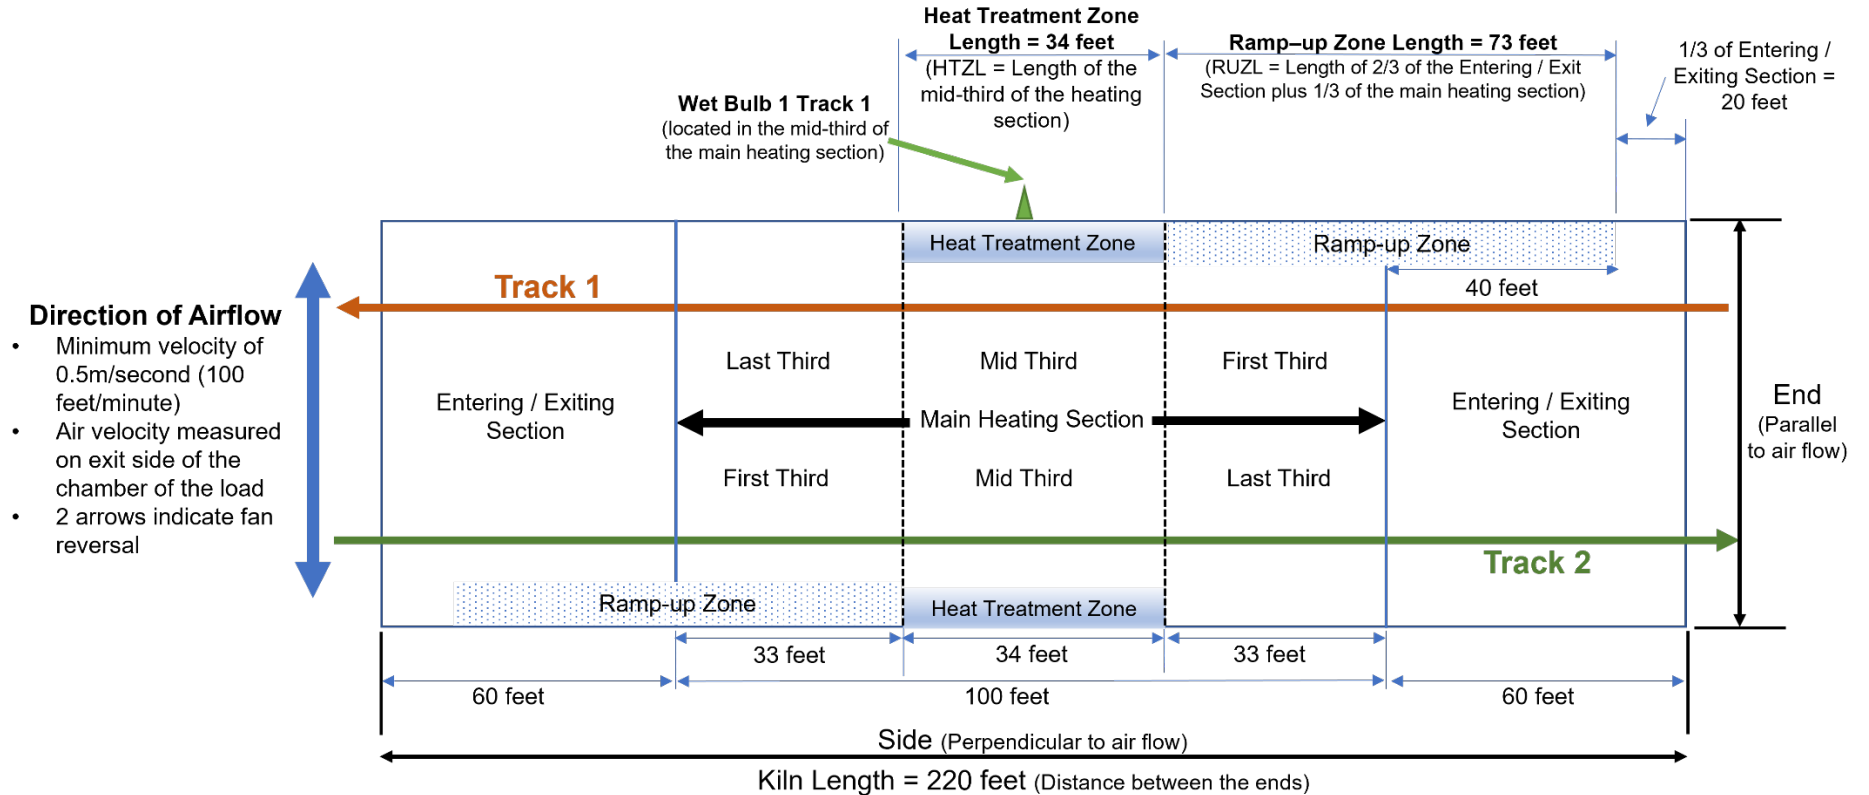 Heat Treatment Zone
Length = 34 feet
(HTZL = Length of the
mid-third of the heating
section)
Ramp–up Zone Length = 73 feet
(RUZL = Length of 2/3 of the Entering / Exit
Section plus 1/3 of the main heating section)
1/3 of Entering /
Exiting Section =
20 feet
Wet Bulb 1 Track 1
(located in the mid-third of
the main heating section)
Heat Treatment Zone
Ramp-up Zone
40 feet
Track 1
Direction of Airflow
• Minimum velocity of
0.5m/second (100
feet/minute)
• Air velocity measured
on exit side of the
chamber of the load
• 2 arrows indicate fan
reversal
Last Third
Mid Third
First Third
Entering / Exiting
Section
Main Heating Section
Entering / Exiting
Section
End
(Parallel
to air flow)
First Third
Mid Third
Last Third
Track 2
Ramp-up Zone
Heat Treatment Zone
33 feet
34 feet
33 feet
60 feet
100 feet
60 feet
Side (Perpendicular to air flow)
Kiln Length = 220 feet (Distance between the ends)